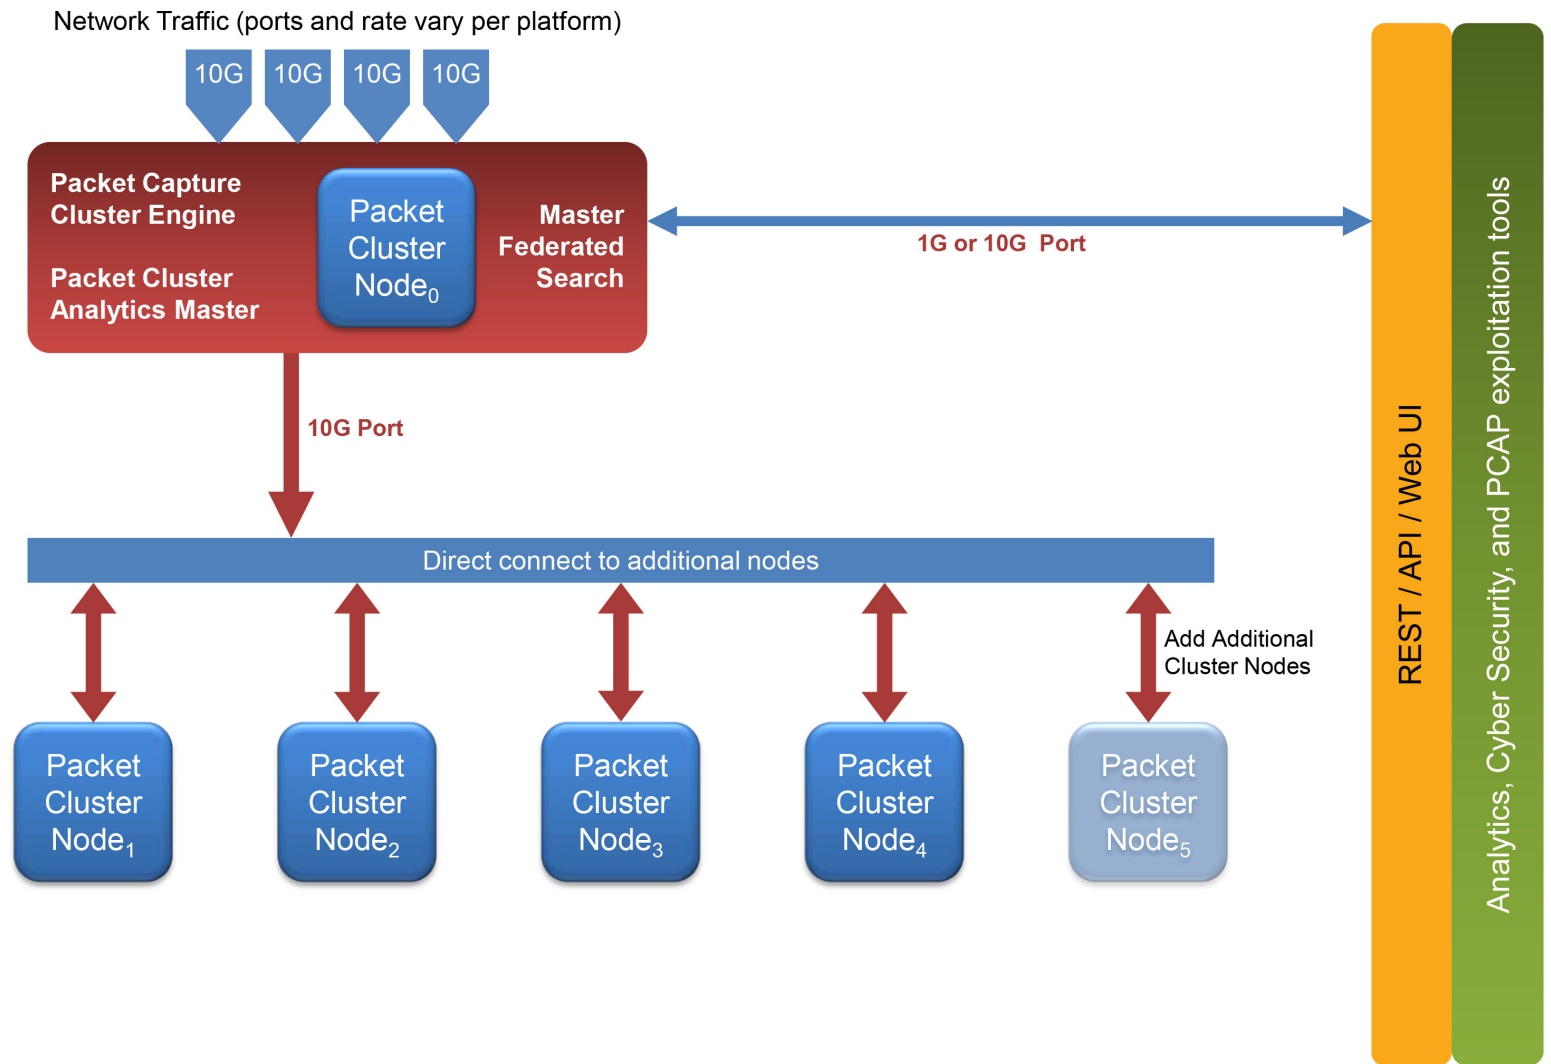 Network Traffic (ports and rate vary per platform)
10G
10G
10G
10G
Packet Capture
Cluster Engine
Packet Cluster
Analytics Master
Packet
Cluster
Node₀
Master
Federated
Search
1G or 10G  Port
10G Port
Direct connect to additional nodes
Add Additional
Cluster Nodes
Packet
Cluster
Node₁
Packet
Cluster
Node₂
Packet
Cluster
Node₃
Packet
Cluster
Node₄
Packet
Cluster
Node₅
REST / API / Web UI
Analytics, Cyber Security, and PCAP exploitation tools